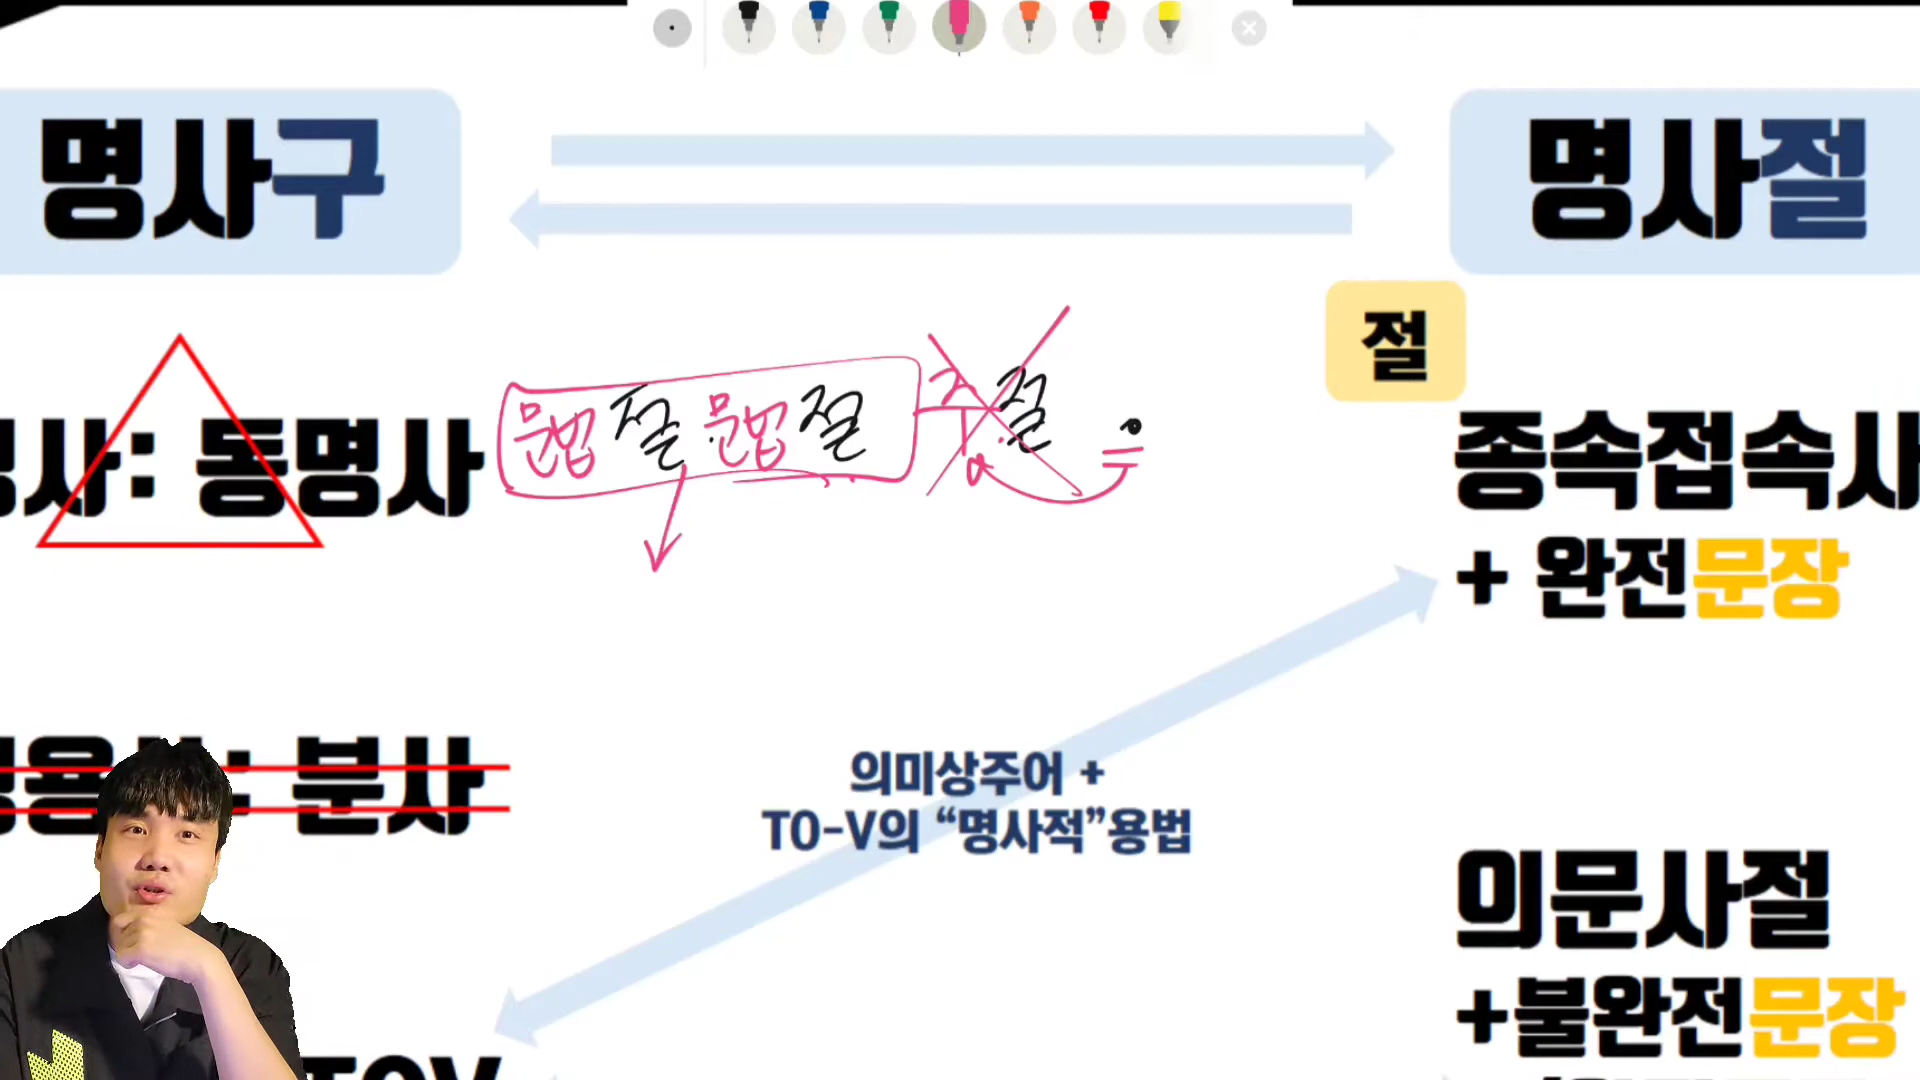 명사구
명사절
절
사: 동명사
문법절 문법절 주절.
종속접속사
+ 완전문장
: 분사
의미상주어 +
TO-V의 “명사적”용법
의문사절
+불완전문장
TOV